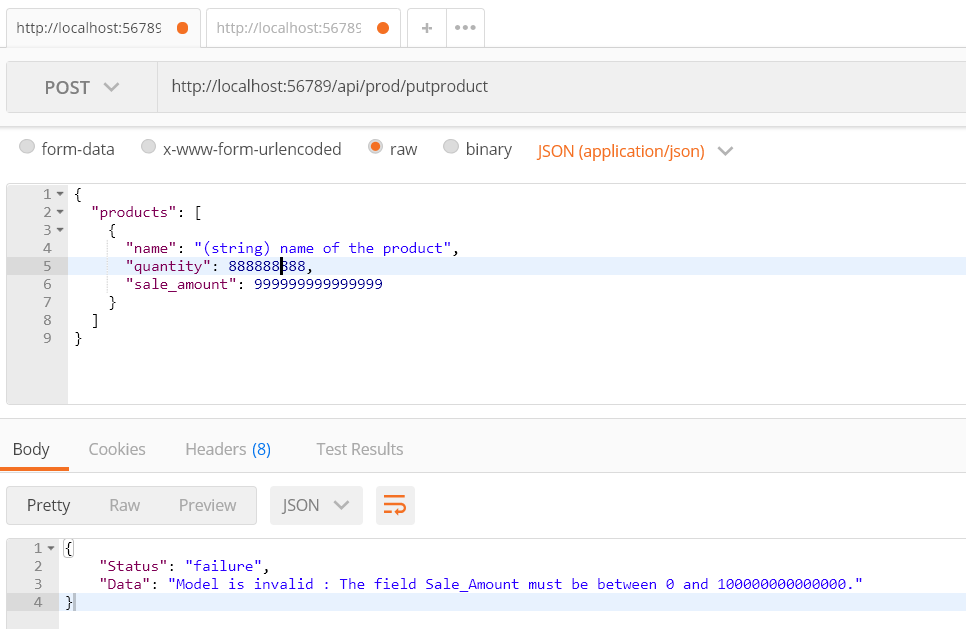 http://localhost:56789 http://localhost:56789 + •••
POST http://localhost:56789/api/prod/putproduct
form-data x-www-form-urlencoded raw binary JSON (application/json)
1 {
2 "products": [
3 {
4 "name": "(string) name of the product",
5 "quantity": 888888888,
6 "sale_amount": 999999999999999
7 }
8 ]
9 }
Body Cookies Headers (8) Test Results
Pretty Raw Preview JSON
1 {
2 "Status": "failure",
3 "Data": "Model is invalid : The field Sale_Amount must be between 0 and 100000000000000."
4 }